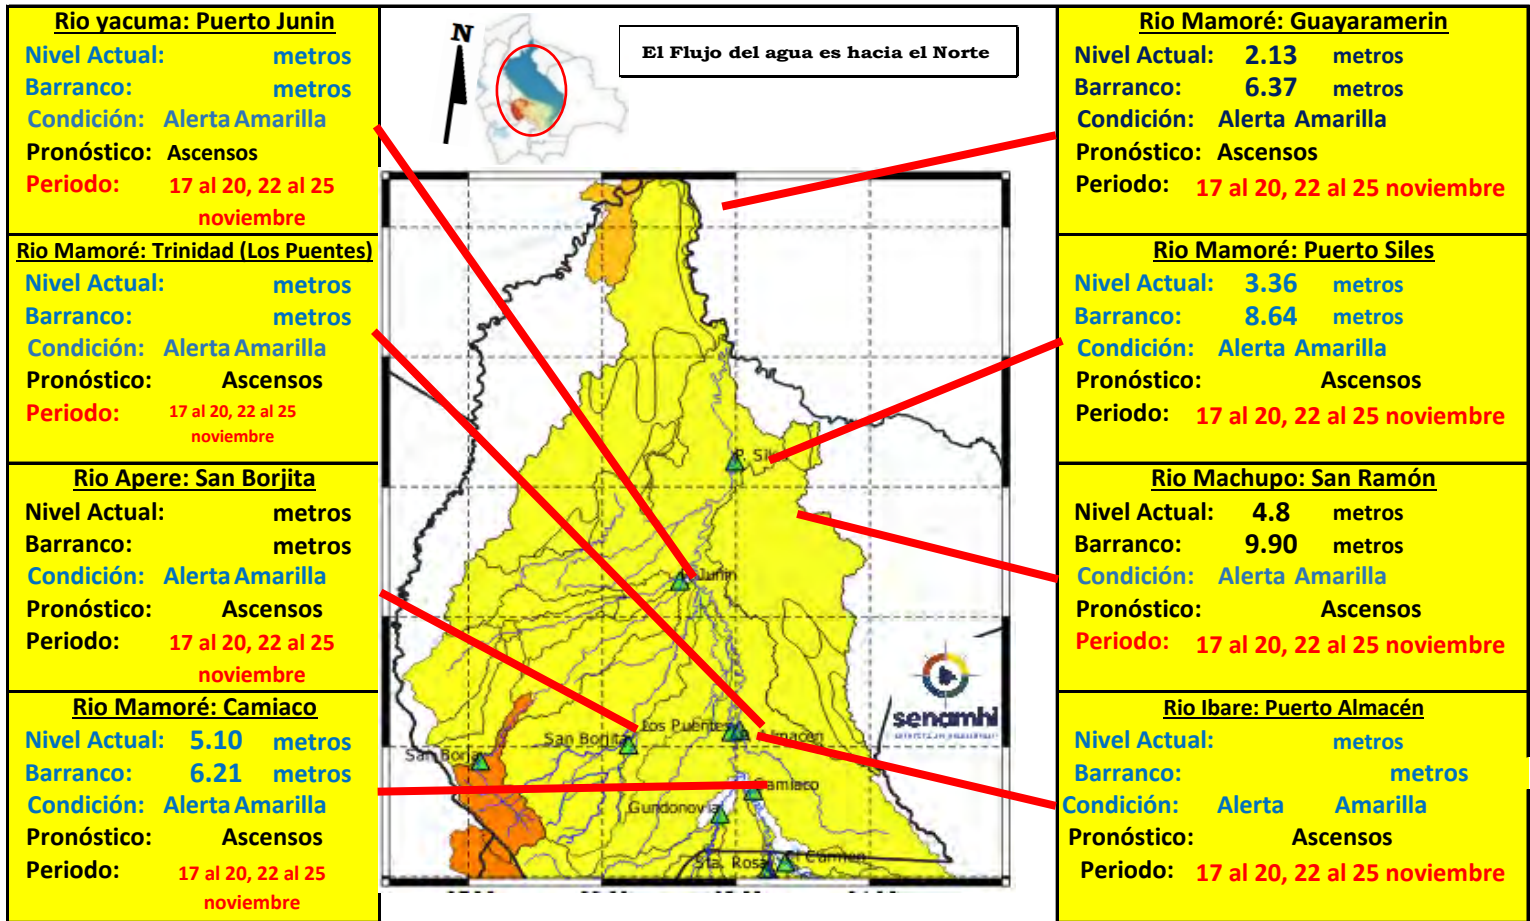 Rio yacuma: Puerto Junin
Nivel Actual: metros
Barranco: metros
Condición: Alerta Amarilla
Pronóstico: Ascensos
Periodo: 17 al 20, 22 al 25
noviembre
Rio Mamoré: Trinidad (Los Puentes)
Nivel Actual: metros
Barranco: metros
Condición: Alerta Amarilla
Pronóstico: Ascensos
Periodo: 17 al 20, 22 al 25
noviembre
Rio Apere: San Borjita
Nivel Actual: metros
Barranco: metros
Condición: Alerta Amarilla
Pronóstico: Ascensos
Periodo: 17 al 20, 22 al 25
noviembre
Rio Mamoré: Camiaco
Nivel Actual: 5.10 metros
Barranco: 6.21 metros
Condición: Alerta Amarilla
Pronóstico: Ascensos
Periodo: 17 al 20, 22 al 25
noviembre
N
El Flujo del agua es hacia el Norte
P. Siles
Junin
Los Puentes
P. Almacén
San Borjita
San Borja
Camiaco
Gundonovia
Sta. Rosa
El Carmen
senamhi
Rio Mamoré: Guayaramerin
Nivel Actual: 2.13 metros
Barranco: 6.37 metros
Condición: Alerta Amarilla
Pronóstico: Ascensos
Periodo: 17 al 20, 22 al 25 noviembre
Rio Mamoré: Puerto Siles
Nivel Actual: 3.36 metros
Barranco: 8.64 metros
Condición: Alerta Amarilla
Pronóstico: Ascensos
Periodo: 17 al 20, 22 al 25 noviembre
Rio Machupo: San Ramón
Nivel Actual: 4.8 metros
Barranco: 9.90 metros
Condición: Alerta Amarilla
Pronóstico: Ascensos
Periodo: 17 al 20, 22 al 25 noviembre
Rio Ibare: Puerto Almacén
Nivel Actual: metros
Barranco: metros
Condición: Alerta Amarilla
Pronóstico: Ascensos
Periodo: 17 al 20, 22 al 25 noviembre